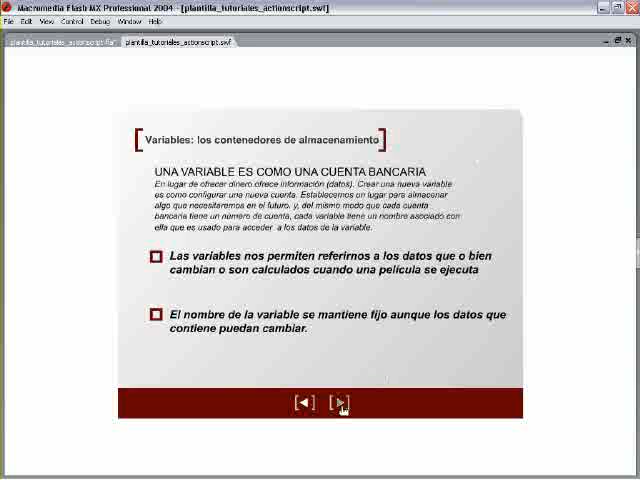 Macromedia Flash MX Professional 2004 - [plantilla_tutoriales_actionscript.swf]
File Edit View Control Debug Window Help
plantilla_tutoriales_actionscript.fla* plantilla_tutoriales_actionscript.swf
Variables: los contenedores de almacenamiento
UNA VARIABLE ES COMO UNA CUENTA BANCARIA
En lugar de ofrecer dinero ofrece información (datos). Crear una nueva variable
es como configurar una nueva cuenta. Establecemos un lugar para almacenar
algo que necesitaremos en el futuro, y, del mismo modo que cada cuenta
bancaria tiene un número de cuenta, cada variable tiene un nombre asociado con
ella que es usado para acceder a los datos de la variable.
Las variables nos permiten referirnos a los datos que o bien
cambian o son calculados cuando una película se ejecuta
El nombre de la variable se mantiene fijo aunque los datos que
contiene puedan cambiar.